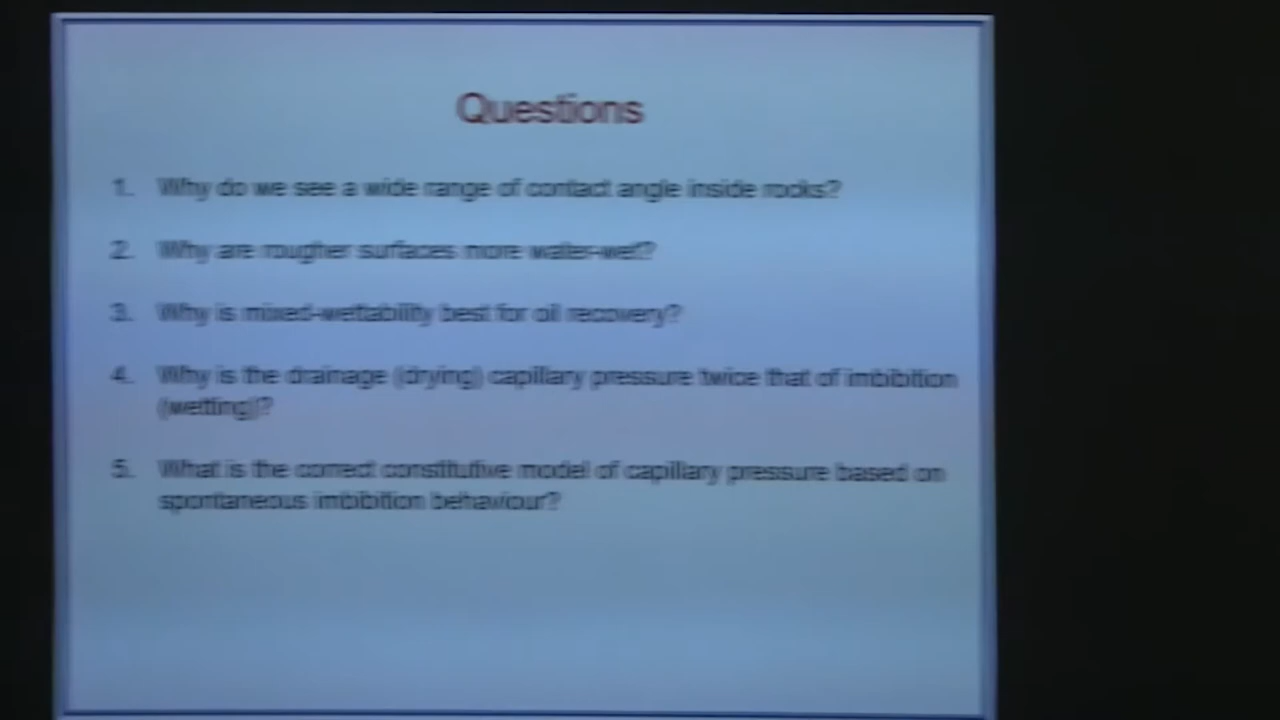 Questions
1. Why do we see a wide range of contact angle inside rocks?
2. Why are rougher surfaces more water-wet?
3. Why is mixed-wettability best for oil recovery?
4. Why is the drainage (drying) capillary pressure twice that of imbibition
(wetting)?
5. What is the correct constitutive model of capillary pressure based on
spontaneous imbibition behaviour?